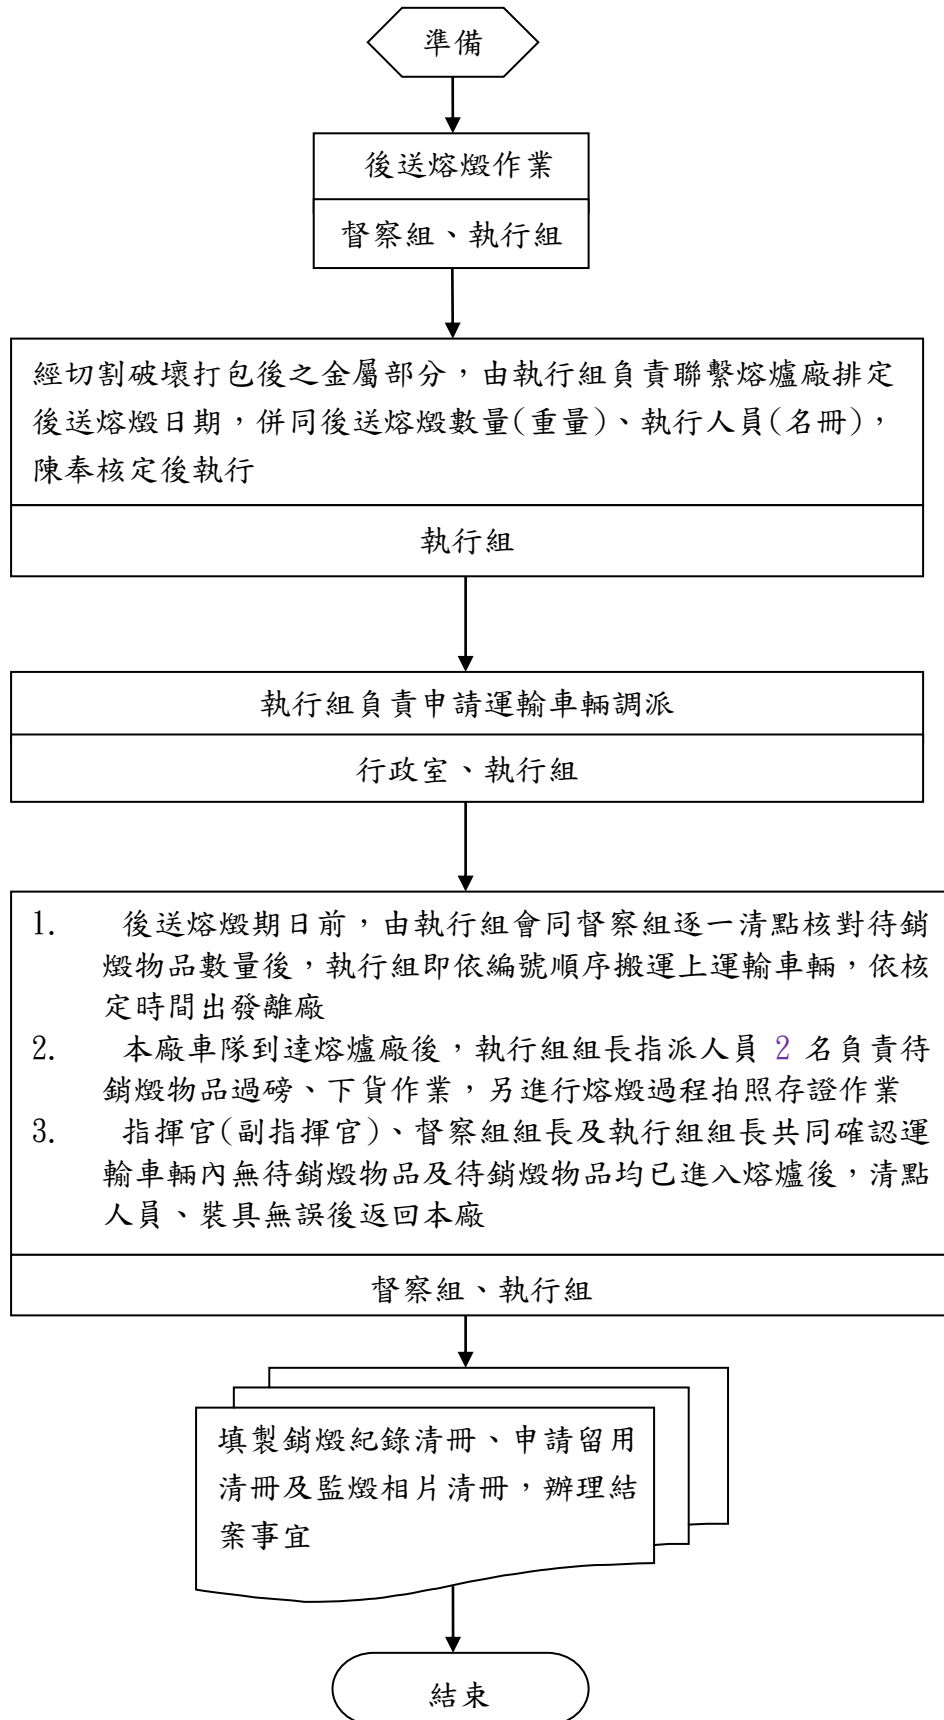 準備
後送熔燬作業
督察組、執行組
經切割破壞打包後之金屬部分，由執行組負責聯繫熔爐廠排定
後送熔燬日期，併同後送熔燬數量(重量)、執行人員(名冊)，
陳奉核定後執行
執行組
執行組負責申請運輸車輛調派
行政室、執行組
1. 後送熔燬期日前，由執行組會同督察組逐一清點核對待銷
燬物品數量後，執行組即依編號順序搬運上運輸車輛，依核
定時間出發離廠
2. 本廠車隊到達熔爐廠後，執行組組長指派人員 2 名負責待
銷燬物品過磅、下貨作業，另進行熔燬過程拍照存證作業
3. 指揮官(副指揮官)、督察組組長及執行組組長共同確認運
輸車輛內無待銷燬物品及待銷燬物品均已進入熔爐後，清點
人員、裝具無誤後返回本廠
督察組、執行組
填製銷燬紀錄清冊、申請留用
清冊及監燬相片清冊，辦理結
案事宜
結束